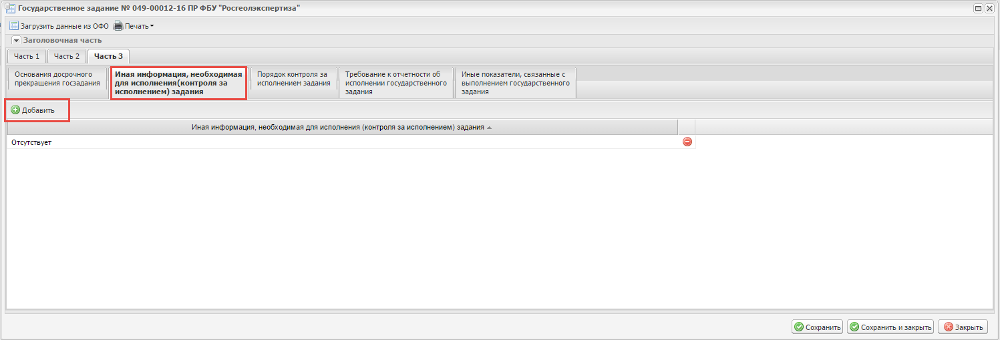 Государственное задание № 049-00012-16 ПР ФБУ "Росгеолэкспертиза"
Загрузить данные из ОФО Печать
Заголовочная часть
Часть 1 Часть 2 Часть 3
Основания досрочного
прекращения госзадания
Иная информация, необходимая
для исполнения(контроля за
исполнением) задания
Порядок контроля за
исполнением задания
Требование к отчетности об
исполнении государственного
задания
Иные показатели, связанные с
выполнением государственного
задания
Добавить
Иная информация, необходимая для исполнения (контроля за исполнением) задания
Отсутствует
Сохранить Сохранить и закрыть Закрыть